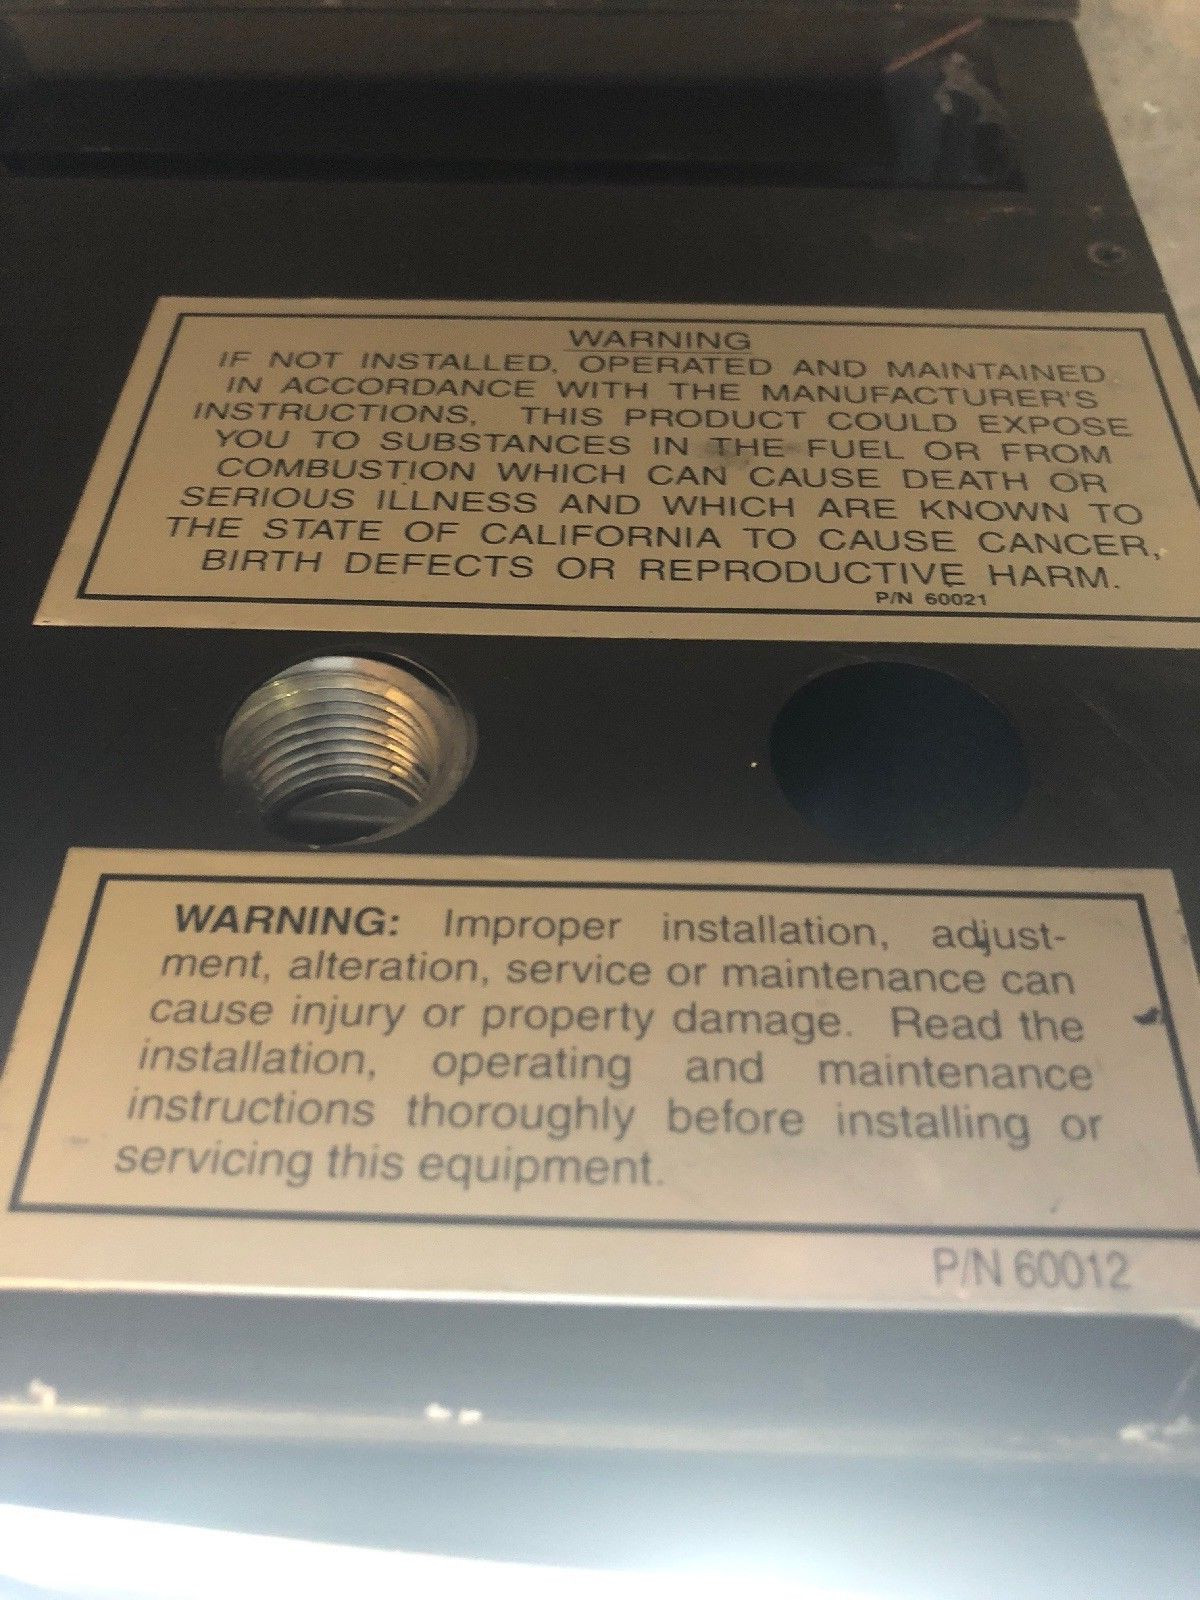 WARNING
IF NOT INSTALLED, OPERATED AND MAINTAINED
IN ACCORDANCE WITH THE MANUFACTURER'S
INSTRUCTIONS, THIS PRODUCT COULD EXPOSE
YOU TO SUBSTANCES IN THE FUEL OR FROM
COMBUSTION WHICH CAN CAUSE DEATH OR
SERIOUS ILLNESS AND WHICH ARE KNOWN TO
THE STATE OF CALIFORNIA TO CAUSE CANCER,
BIRTH DEFECTS OR REPRODUCTIVE HARM.
P/N 60021
WARNING: Improper installation, adjust-
ment, alteration, service or maintenance can
cause injury or property damage. Read the
installation, operating and maintenance
instructions thoroughly before installing or
servicing this equipment.
P/N 60012